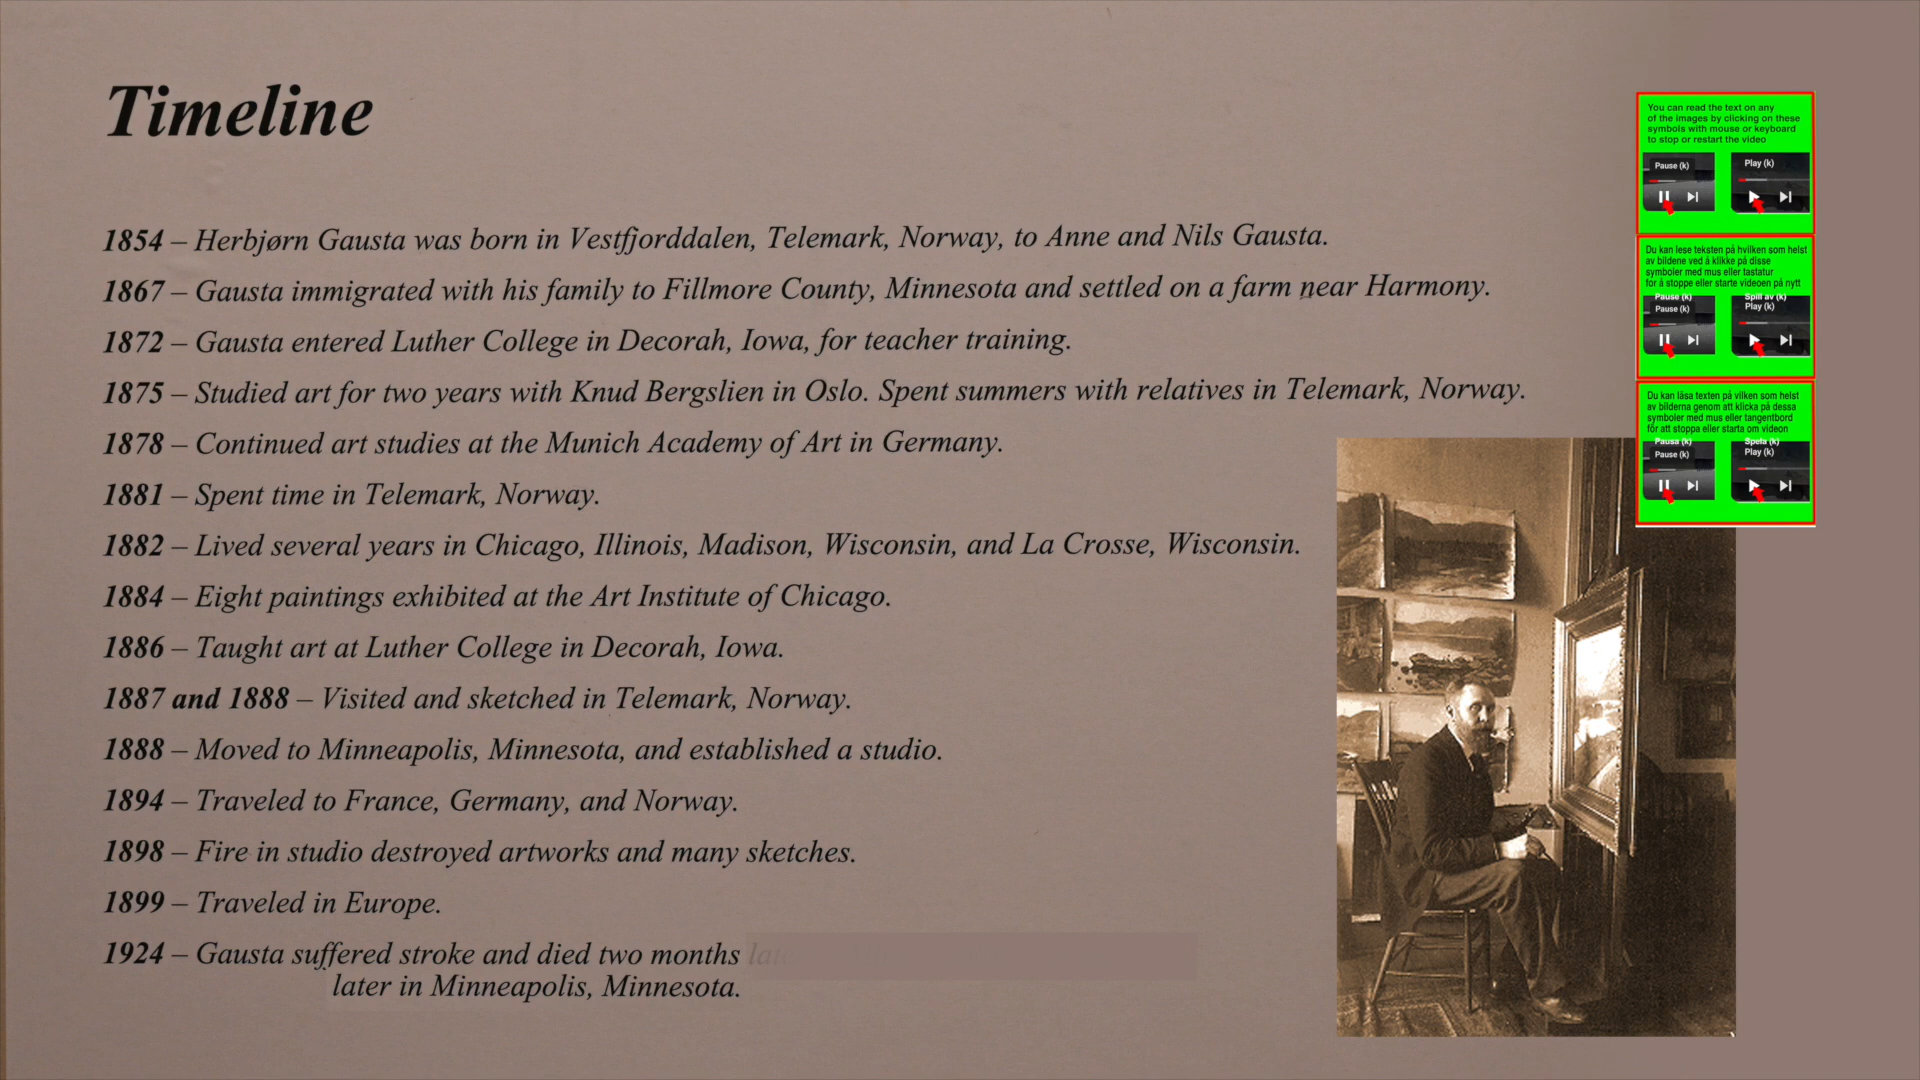 Timeline
1854 – Herbjørn Gausta was born in Vestfjorddalen, Telemark, Norway, to Anne and Nils Gausta.
1867 – Gausta immigrated with his family to Fillmore County, Minnesota and settled on a farm near Harmony.
1872 – Gausta entered Luther College in Decorah, Iowa, for teacher training.
1875 – Studied art for two years with Knud Bergslien in Oslo. Spent summers with relatives in Telemark, Norway.
1878 – Continued art studies at the Munich Academy of Art in Germany.
1881 – Spent time in Telemark, Norway.
1882 – Lived several years in Chicago, Illinois, Madison, Wisconsin, and La Crosse, Wisconsin.
1884 – Eight paintings exhibited at the Art Institute of Chicago.
1886 – Taught art at Luther College in Decorah, Iowa.
1887 and 1888 – Visited and sketched in Telemark, Norway.
1888 – Moved to Minneapolis, Minnesota, and established a studio.
1894 – Traveled to France, Germany, and Norway.
1898 – Fire in studio destroyed artworks and many sketches.
1899 – Traveled in Europe.
1924 – Gausta suffered stroke and died two months
later in Minneapolis, Minnesota.
You can read the text on any
of the images by clicking on these
symbols with mouse or keyboard
to stop or restart the video
Pause (k) Play (k)
Du kan lese teksten på hvilken som helst
av bildene ved å klikke på disse
symboler med mus eller tastatur
for å stoppe eller starte videoen på nytt
Pause (k) Spill av (k)
Pause (k) Play (k)
Du kan läsa texten på vilken som helst
av bilderna genom att klicka på dessa
symboler med mus eller tangentbord
för att stoppa eller starta om videon
Pausa (k) Spela (k)
Pause (k) Play (k)